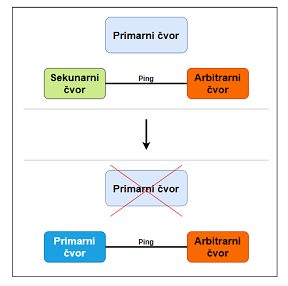 Primarni čvor
Sekunarni
čvor
Ping
Arbitrarni
čvor
Primarni čvor
Primarni
čvor
Ping
Arbitrarni
čvor